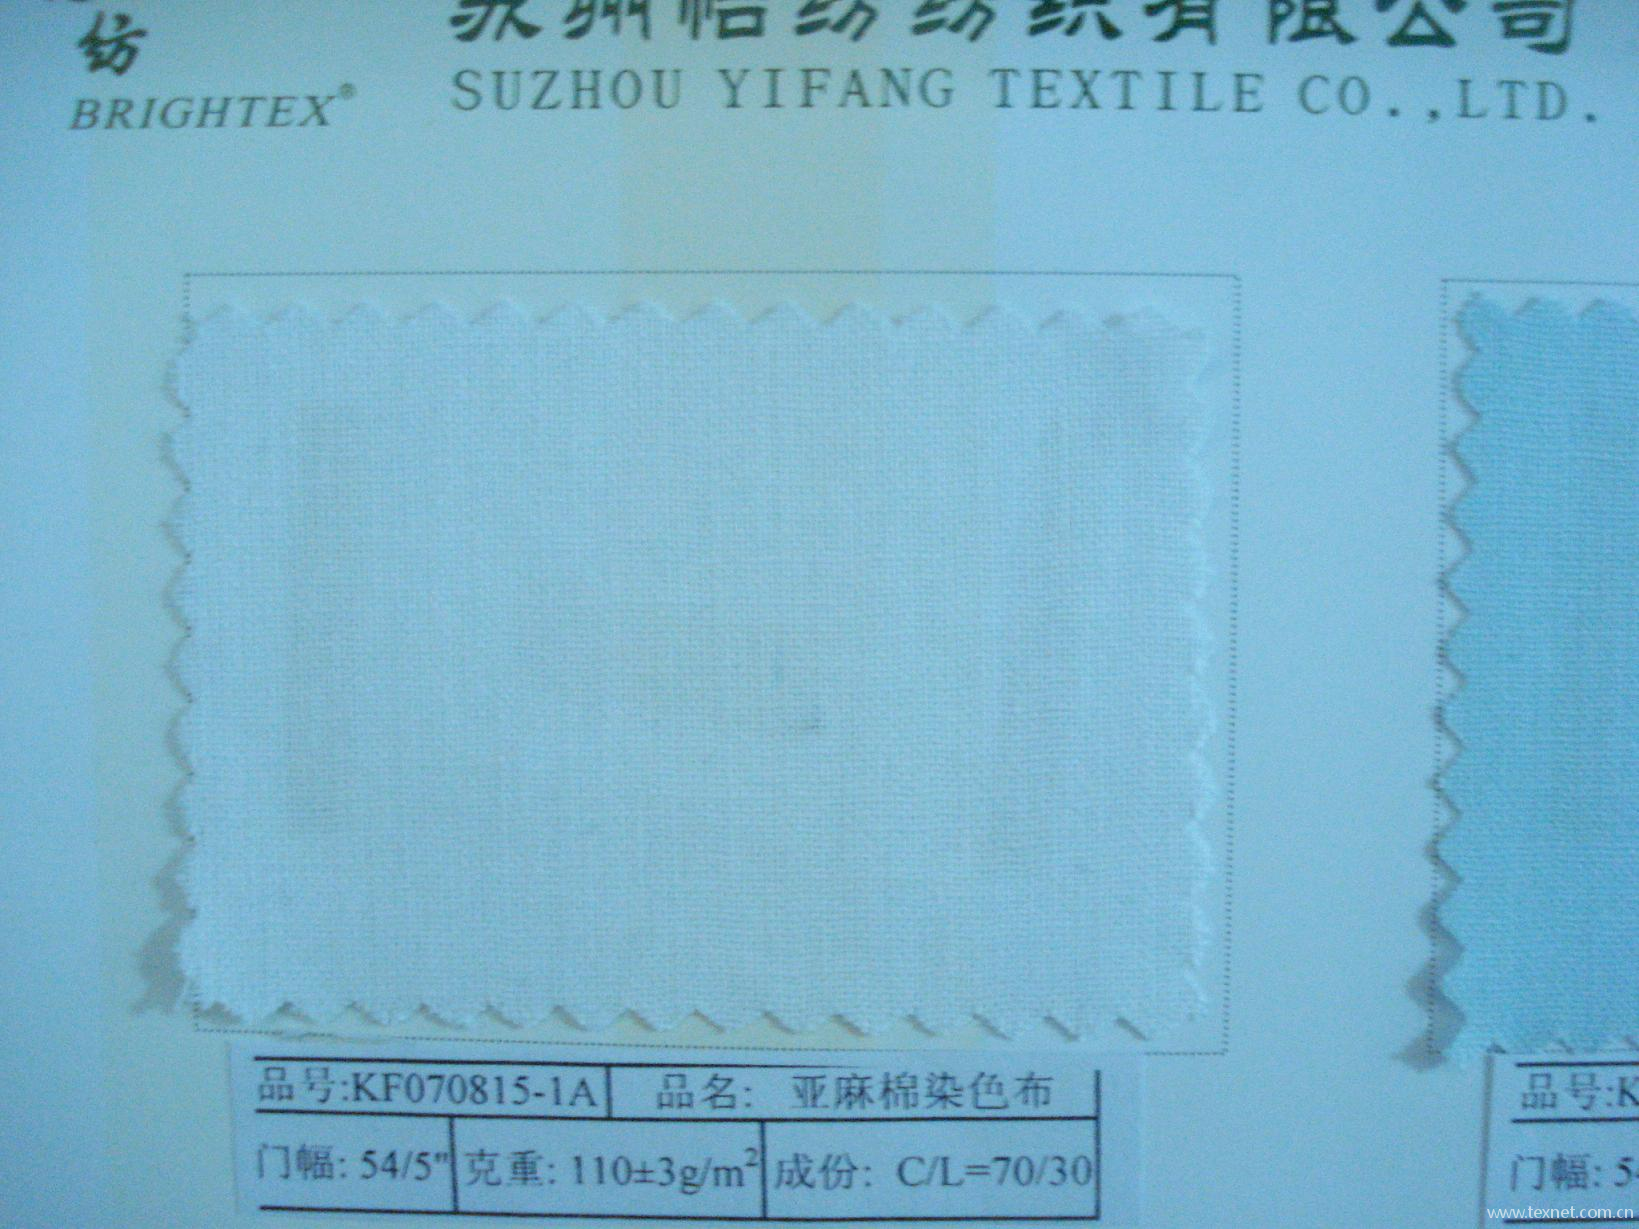 苏州怡纺纺织有限公司
纺
BRIGHTEX®
SUZHOU YIFANG TEXTILE CO.,LTD.
品号:KF070815-1A 品名: 亚麻棉染色布
门幅: 54/5" 克重: 110±3g/m² 成份: C/L=70/30
品号:K
门幅: 54
www.texnet.com.cn